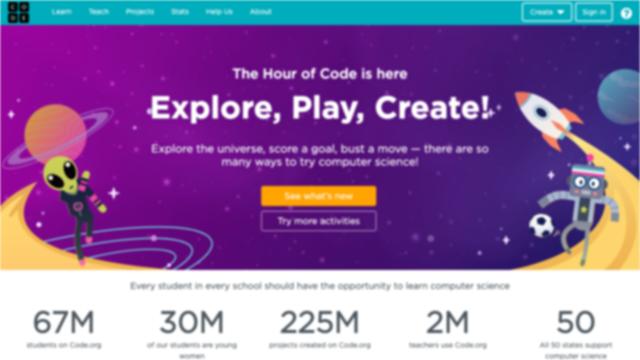 C O
D E
Learn Teach Projects Stats Help Us About
Create Sign in ?
The Hour of Code is here
Explore, Play, Create!
Explore the universe, score a goal, bust a move — there are so
many ways to try computer science!
See what's new
Try more activities
Every student in every school should have the opportunity to learn computer science
67M 30M 225M 2M 50
students on Code.org of our students are young projects created on Code.org teachers use Code.org All 50 states support
women computer science